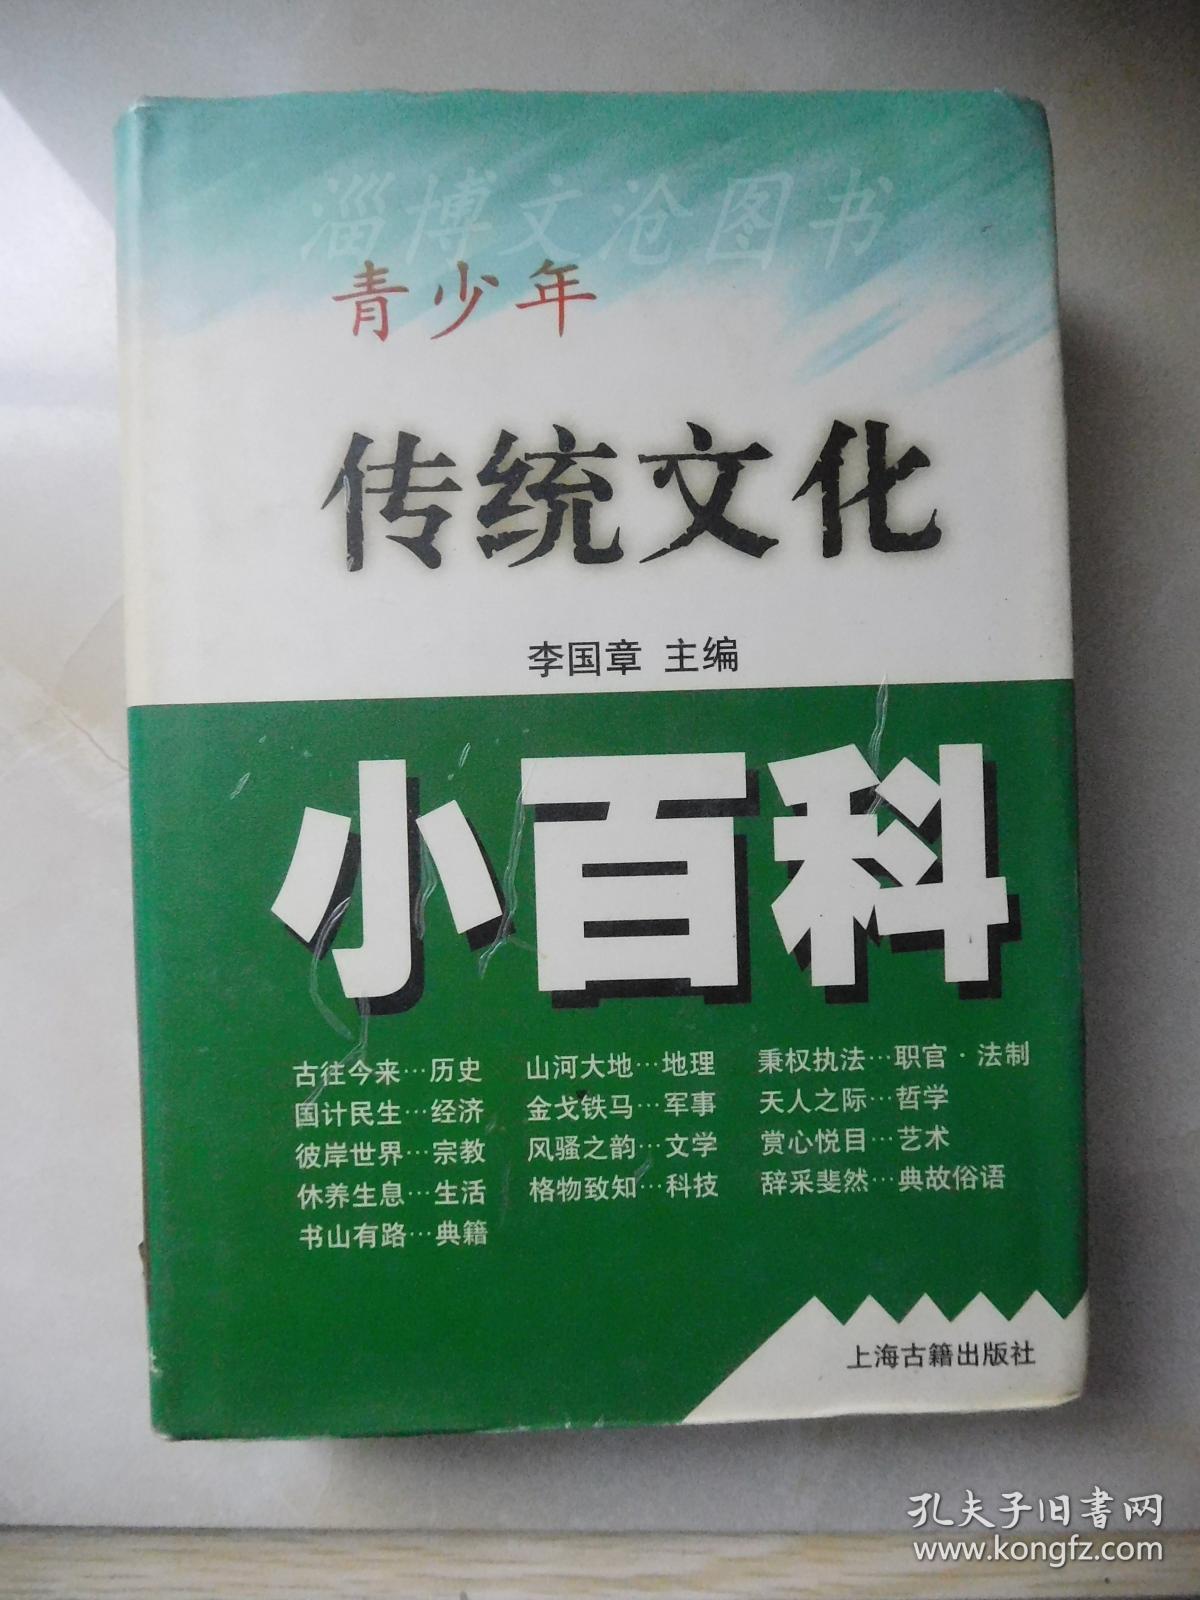 淄博文沧图书
青少年
传统文化
李国章 主编
小百科
古往今来…历史 山河大地…地理 秉权执法…职官·法制
国计民生…经济 金戈铁马…军事 天人之际…哲学
彼岸世界…宗教 风骚之韵…文学 赏心悦目…艺术
休养生息…生活 格物致知…科技 辞采斐然…典故俗语
书山有路…典籍
上海古籍出版社
孔夫子旧书网
www.kongfz.com